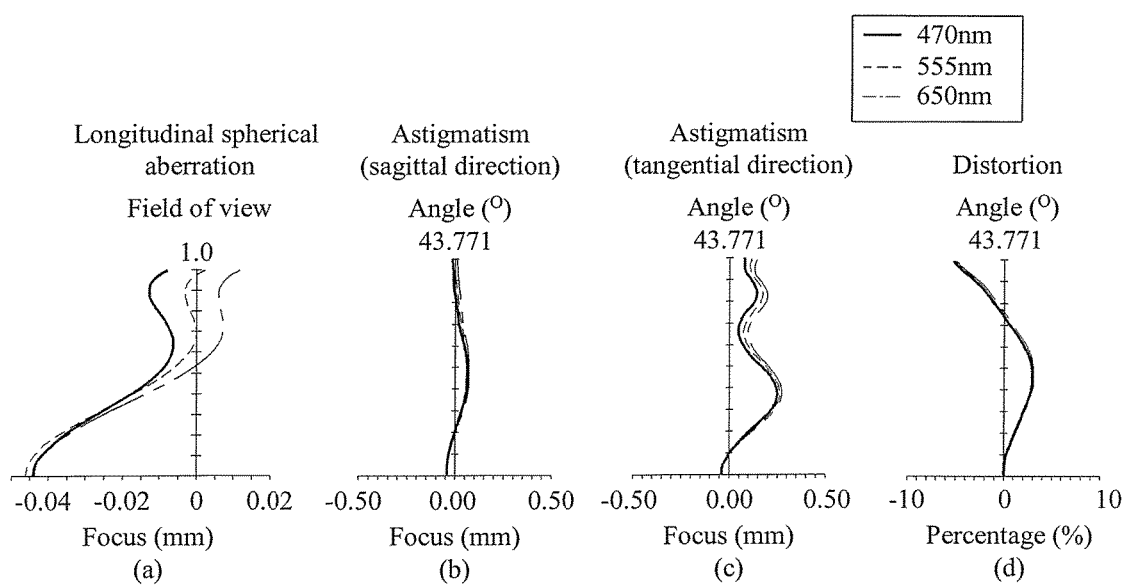 470nm
555nm
650nm
Longitudinal spherical
aberration
Field of view
1.0
-0.04 -0.02 0 0.02
Focus (mm)
(a)
Astigmatism
(sagittal direction)
Angle (O)
43.771
-0.50 0.00 0.50
Focus (mm)
(b)
Astigmatism
(tangential direction)
Angle (O)
43.771
-0.50 0.00 0.50
Focus (mm)
(c)
Distortion
Angle (O)
43.771
-10 0 10
Percentage (%)
(d)